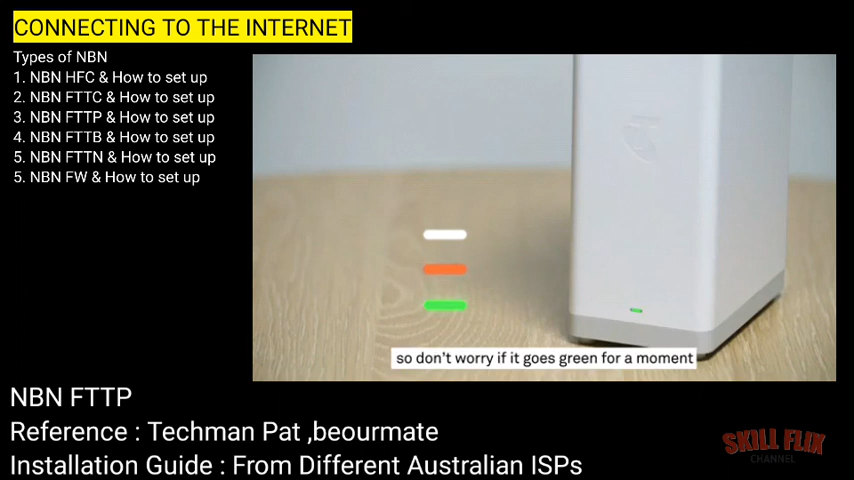 CONNECTING TO THE INTERNET
Types of NBN
1. NBN HFC & How to set up
2. NBN FTTC & How to set up
3. NBN FTTP & How to set up
4. NBN FTTB & How to set up
5. NBN FTTN & How to set up
5. NBN FW & How to set up
so don't worry if it goes green for a moment
NBN FTTP
Reference : Techman Pat ,beourmate
Installation Guide : From Different Australian ISPs
SKILL FLIX
CHANNEL